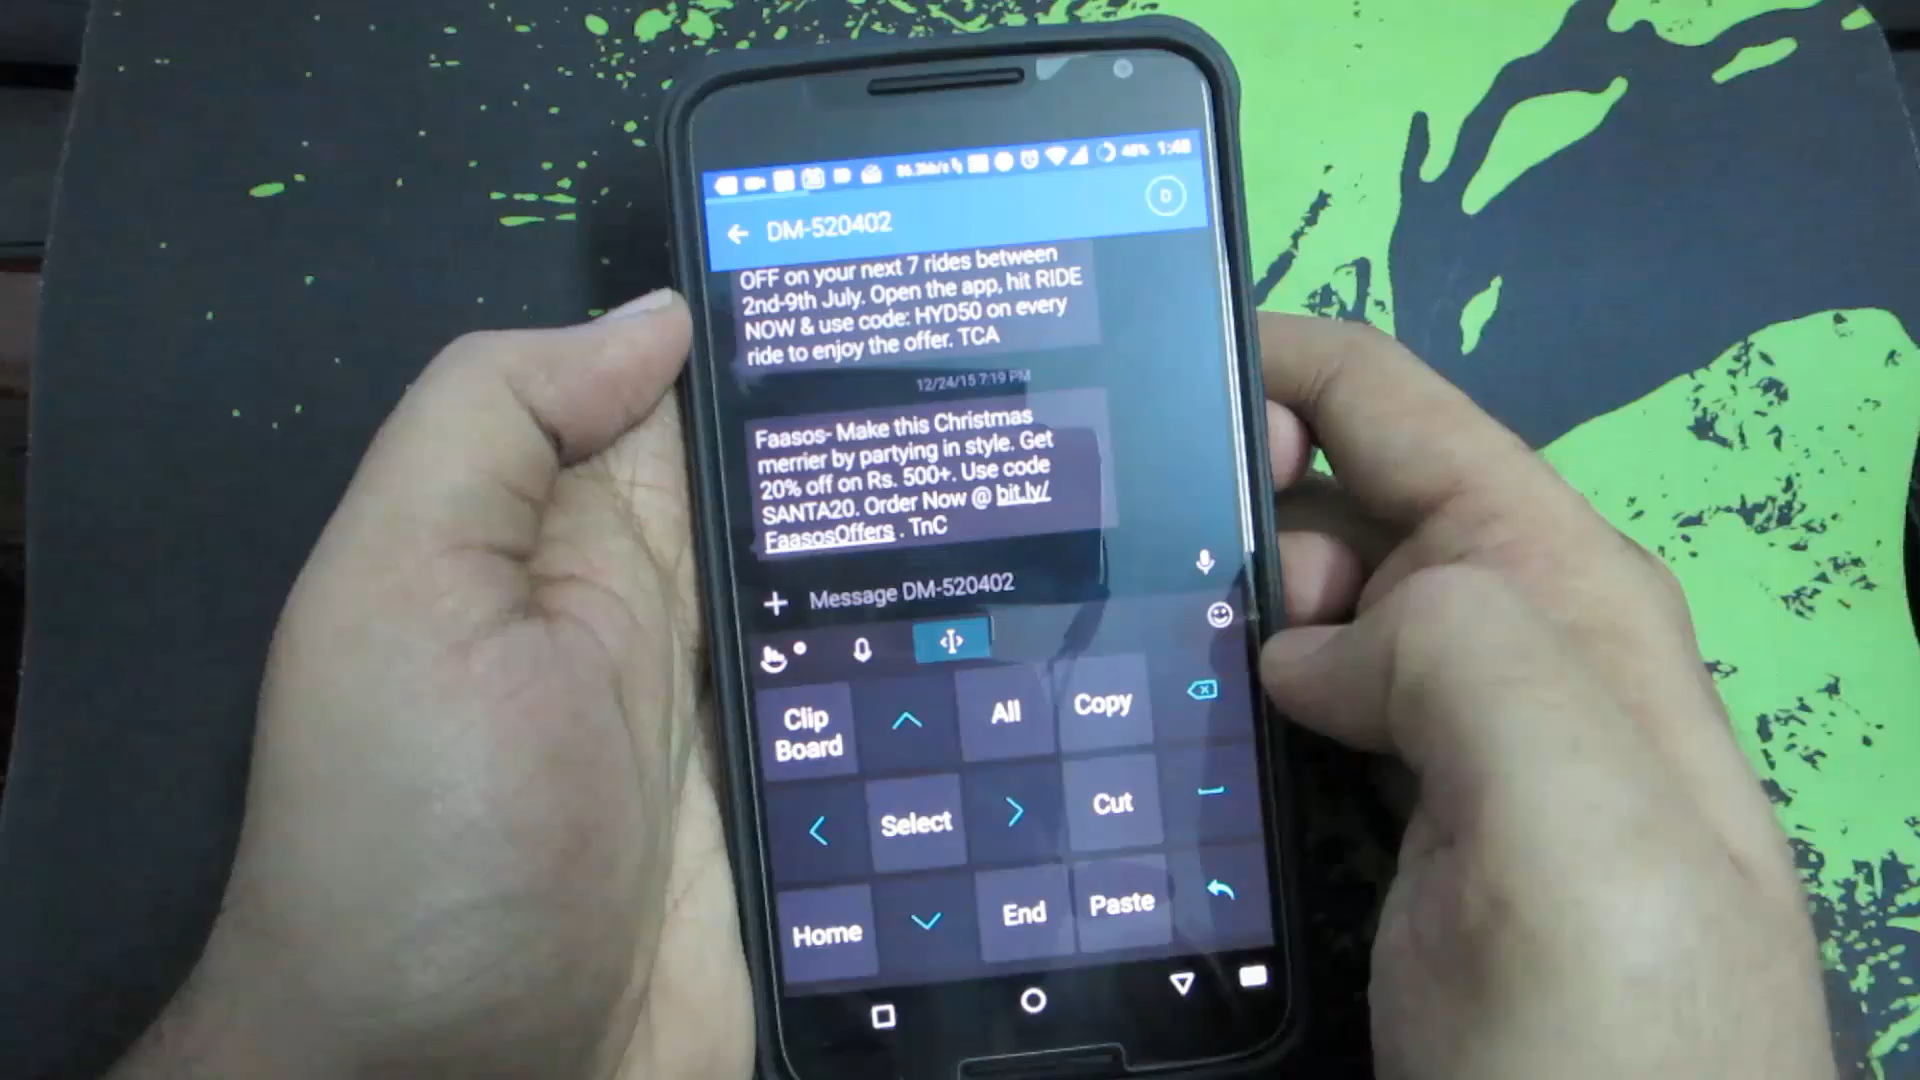 48% 1:48
DM-520402
D
OFF on your next 7 rides between
2nd-9th July. Open the app, hit RIDE
NOW & use code: HYD50 on every
ride to enjoy the offer. TCA
12/24/15 7:19 PM
Faasos- Make this Christmas
merrier by partying in style. Get
20% off on Rs. 500+. Use code
SANTA20. Order Now @ bit.ly/
FaasosOffers . TnC
Message DM-520402
Clip
Board
All
Copy
Select
Cut
Home
End
Paste